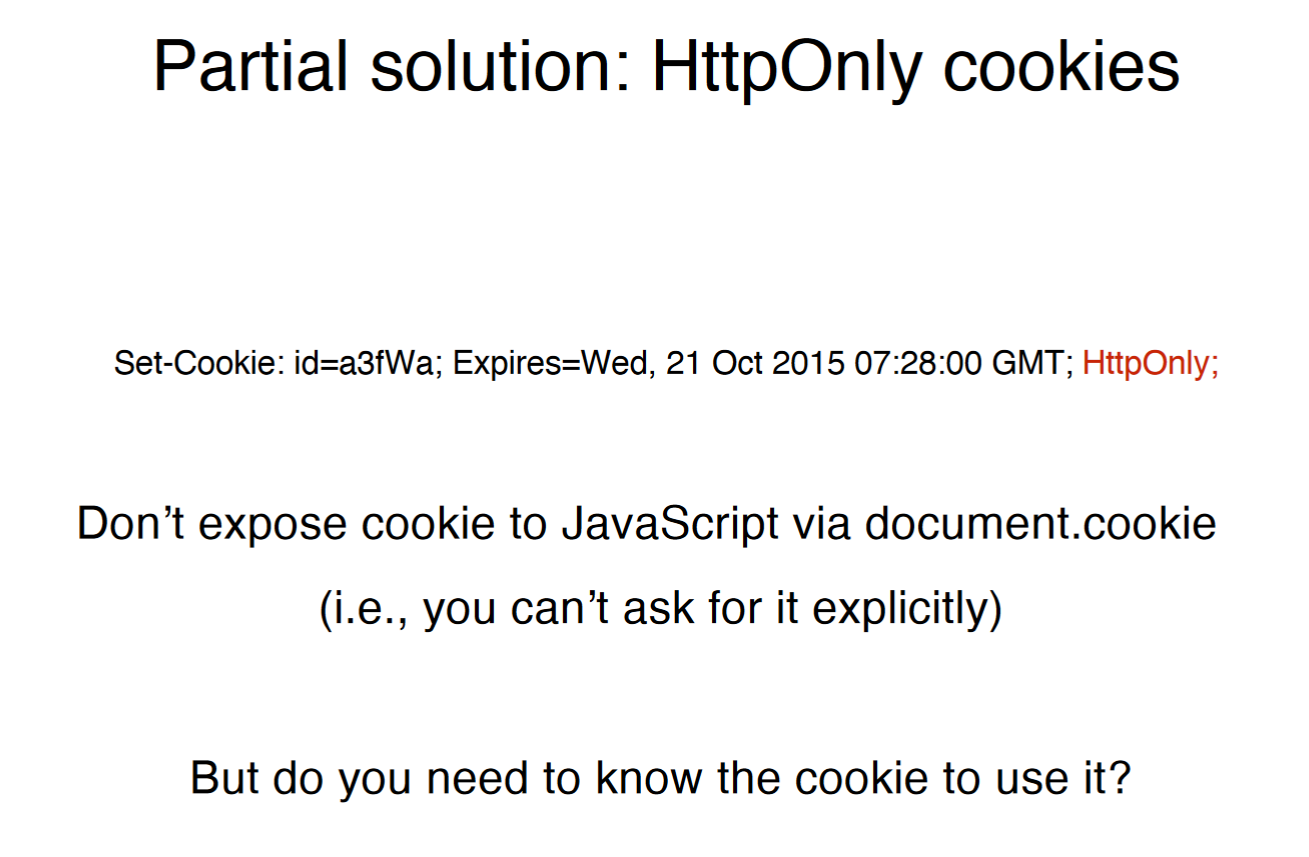 Partial solution: HttpOnly cookies
Set-Cookie: id=a3fWa; Expires=Wed, 21 Oct 2015 07:28:00 GMT; HttpOnly;
Don’t expose cookie to JavaScript via document.cookie
(i.e., you can’t ask for it explicitly)
But do you need to know the cookie to use it?